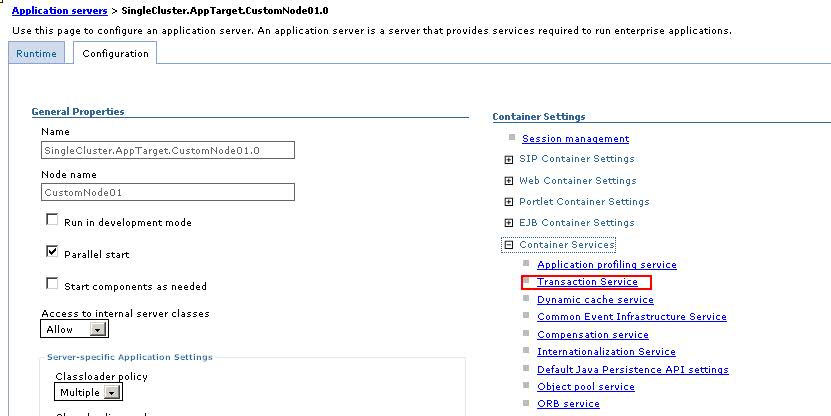 Application servers > SingleCluster.AppTarget.CustomNode01.0
Use this page to configure an application server. An application server is a server that provides services required to run enterprise applications.
Runtime
Configuration
General Properties
Name
SingleCluster.AppTarget.CustomNode01.0
Node name
CustomNode01
Run in development mode
Parallel start
Start components as needed
Access to internal server classes
Allow
Server-specific Application Settings
Classloader policy
Multiple
Container Settings
Session management
SIP Container Settings
Web Container Settings
Portlet Container Settings
EJB Container Settings
Container Services
Application profiling service
Transaction Service
Dynamic cache service
Common Event Infrastructure Service
Compensation service
Internationalization Service
Default Java Persistence API settings
Object pool service
ORB service